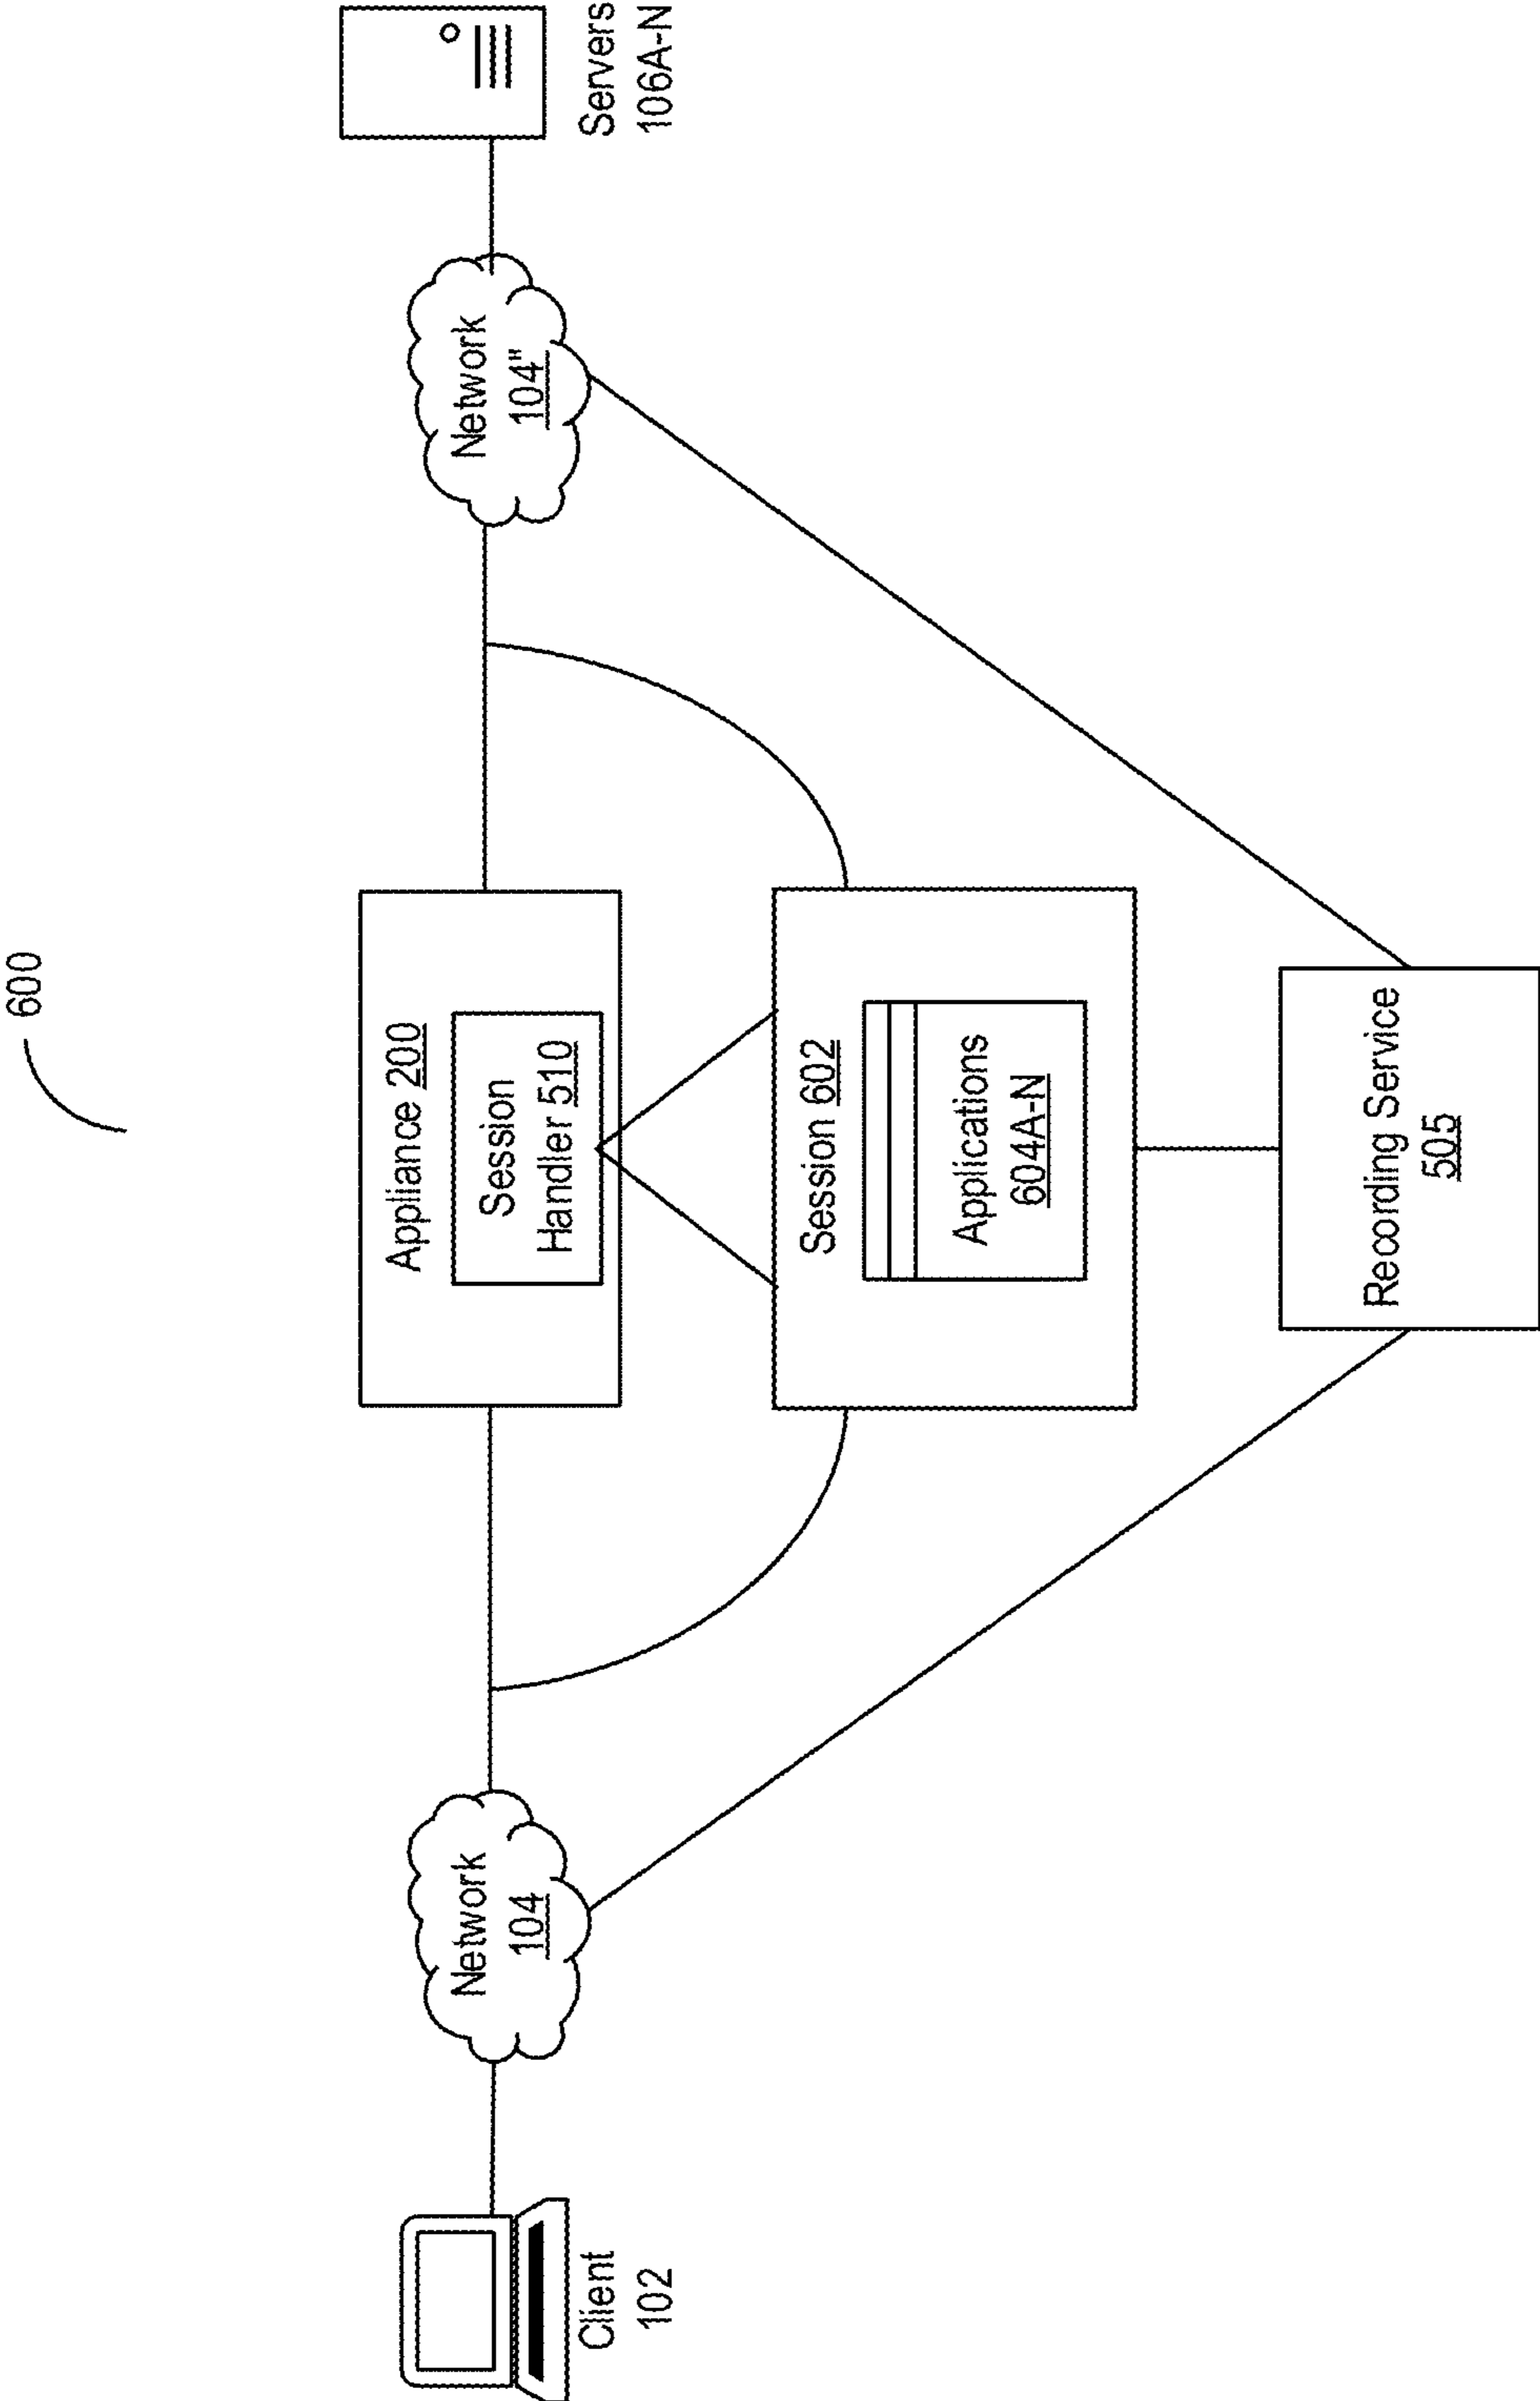 600
Client
102
Network
104
Appliance 200
Session
Handler 510
Session 602
Applications
604A-N
Recording Service
505
Network
104"
Servers
106A-N